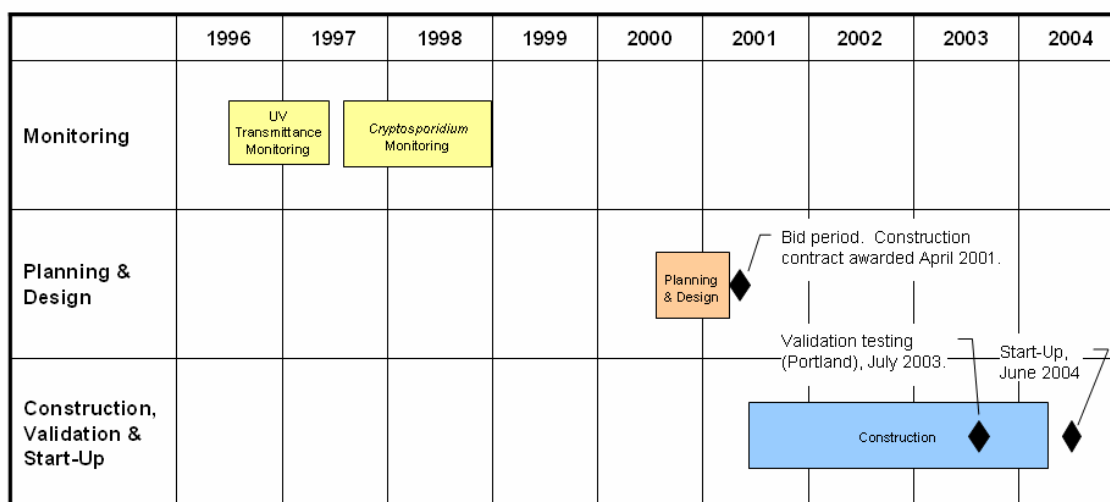 1996 1997 1998 1999 2000 2001 2002 2003 2004
Monitoring
UV
Transmittance
Monitoring
Cryptosporidium
Monitoring
Planning &
Design
Planning
& Design
Bid period.  Construction
contract awarded April 2001.
Construction,
Validation &
Start-Up
Validation testing
(Portland), July 2003.
Start-Up,
June 2004
Construction